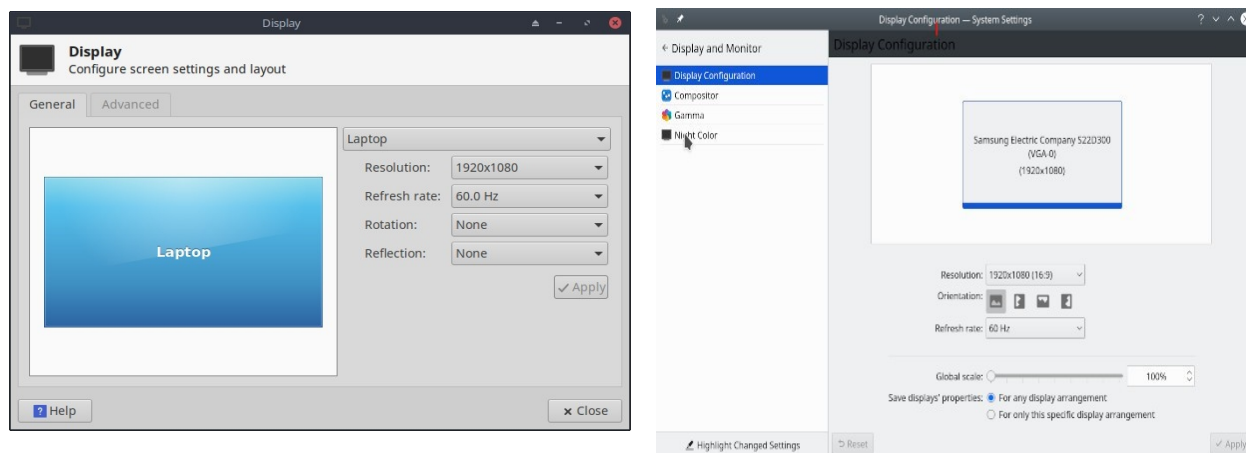 Display
Display
Configure screen settings and layout
General Advanced
Laptop
Resolution: 1920x1080
Refresh rate: 60.0 Hz
Rotation: None
Reflection: None
Laptop
Apply
? Help
Close
Display Configuration — System Settings
Display and Monitor
Display Configuration
Compositor
Gamma
Night Color
Highlight Changed Settings
Display Configuration
Samsung Electric Company S22D300
(VGA-0)
(1920x1080)
Resolution: 1920x1080 (16:9)
Orientation:
Refresh rate: 60 Hz
Global scale: 100%
Save displays' properties: For any display arrangement
For only this specific display arrangement
Reset
Apply